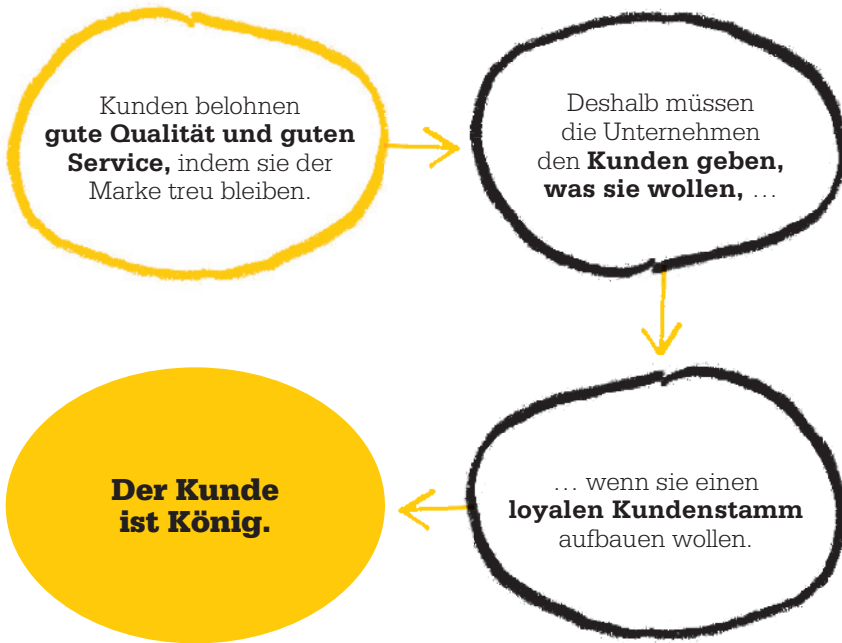 Kunden belohnen
gute Qualität und guten
Service, indem sie der
Marke treu bleiben.
Deshalb müssen
die Unternehmen
den Kunden geben,
was sie wollen, …
… wenn sie einen
loyalen Kundenstamm
aufbauen wollen.
Der Kunde
ist König.